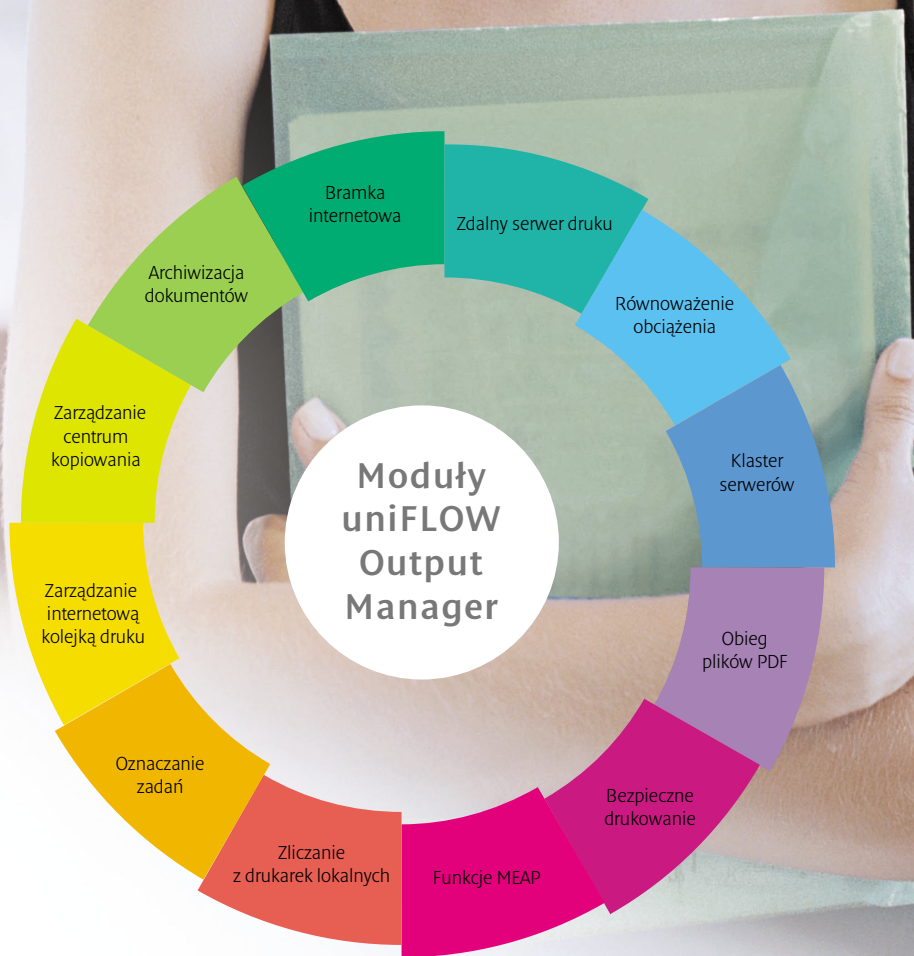 Moduły
uniFLOW
Output
Manager
Bramka
internetowa
Zdalny serwer druku
Równoważenie
obciążenia
Klaster
serwerów
Obieg
plików PDF
Bezpieczne
drukowanie
Funkcje MEAP
Zliczanie
z drukarek lokalnych
Oznaczanie
zadań
Zarządzanie
internetową
kolejką druku
Zarządzanie
centrum
kopiowania
Archiwizacja
dokumentów